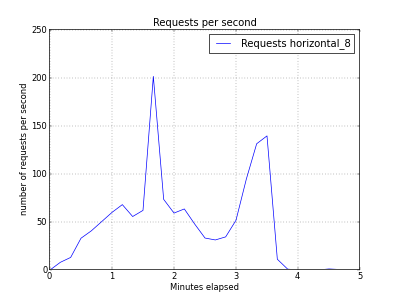 Requests per second
250
200
150
100
50
0
number of requests per second
Requests horizontal_8
0 1 2 3 4 5
Minutes elapsed